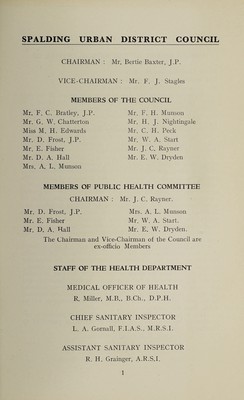 SPALDING URBAN DISTRICT COUNCIL
CHAIRMAN : Mr. Bertie Baxter, J.P.
VICE-CHAIRMAN : Mr. F. J. Stagles
MEMBERS OF THE COUNCIL
Mr. F. C. Bratley, J.P. Mr. F. H. Munson
Mr. G. W. Chatterton Mr. H. J. Nightingale
Miss M. H. Edwards Mr. C. H. Peck
Mr. D. Frost, J.P. Mr. W. A. Start
Mr. E. Fisher Mr. J. C. Rayner
Mr. D. A. Hall Mr. E. W. Dryden
Mrs. A. L. Munson
MEMBERS OF PUBLIC HEALTH COMMITTEE
CHAIRMAN : Mr. J. C. Rayner.
Mr. D. Frost, J.P. Mrs. A. L. Munson
Mr. E. Fisher Mr. W. A. Start.
Mr. D. A. Hall Mr. E. W. Dryden.
The Chairman and Vice-Chairman of the Council are
ex-officio Members
STAFF OF THE HEALTH DEPARTMENT
MEDICAL OFFICER OF HEALTH
R. Miller, M.B., B.Ch., D.P.H.
CHIEF SANITARY INSPECTOR
L. A. Gornall, F.I.A.S., M.R.S.I.
ASSISTANT SANITARY INSPECTOR
R. H. Grainger, A.R.S.I.
1